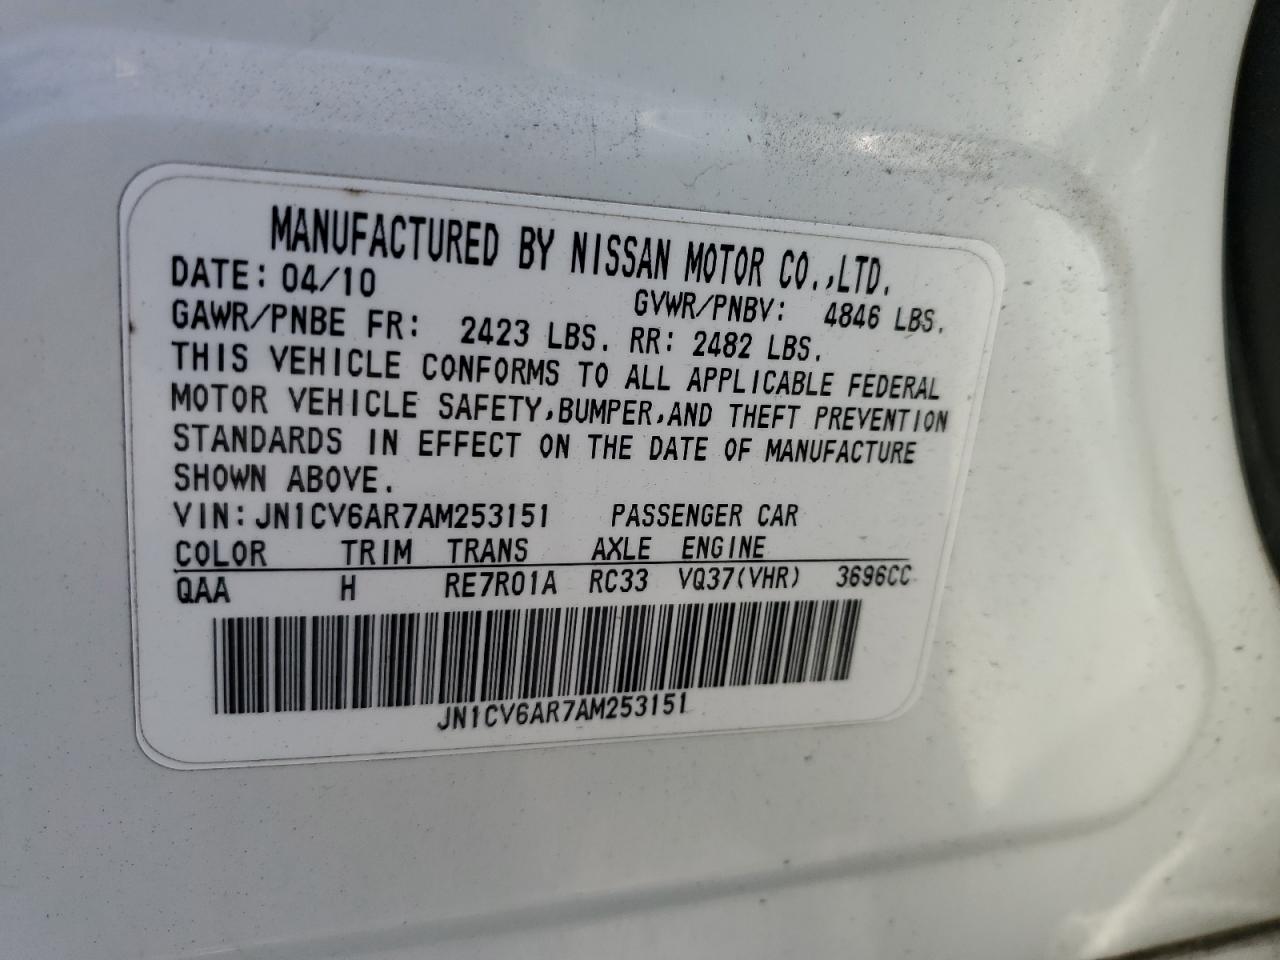 MANUFACTURED BY NISSAN MOTOR CO.,LTD.
DATE: 04/10 GVWR/PNBV: 4846 LBS.
GAWR/PNBE FR: 2423 LBS. RR: 2482 LBS.
THIS VEHICLE CONFORMS TO ALL APPLICABLE FEDERAL
MOTOR VEHICLE SAFETY,BUMPER,AND THEFT PREVENTION
STANDARDS IN EFFECT ON THE DATE OF MANUFACTURE
SHOWN ABOVE.
VIN: JN1CV6AR7AM253151 PASSENGER CAR
COLOR TRIM TRANS AXLE ENGINE
QAA H RE7R01A RC33 VQ37(VHR) 3696CC
JN1CV6AR7AM253151